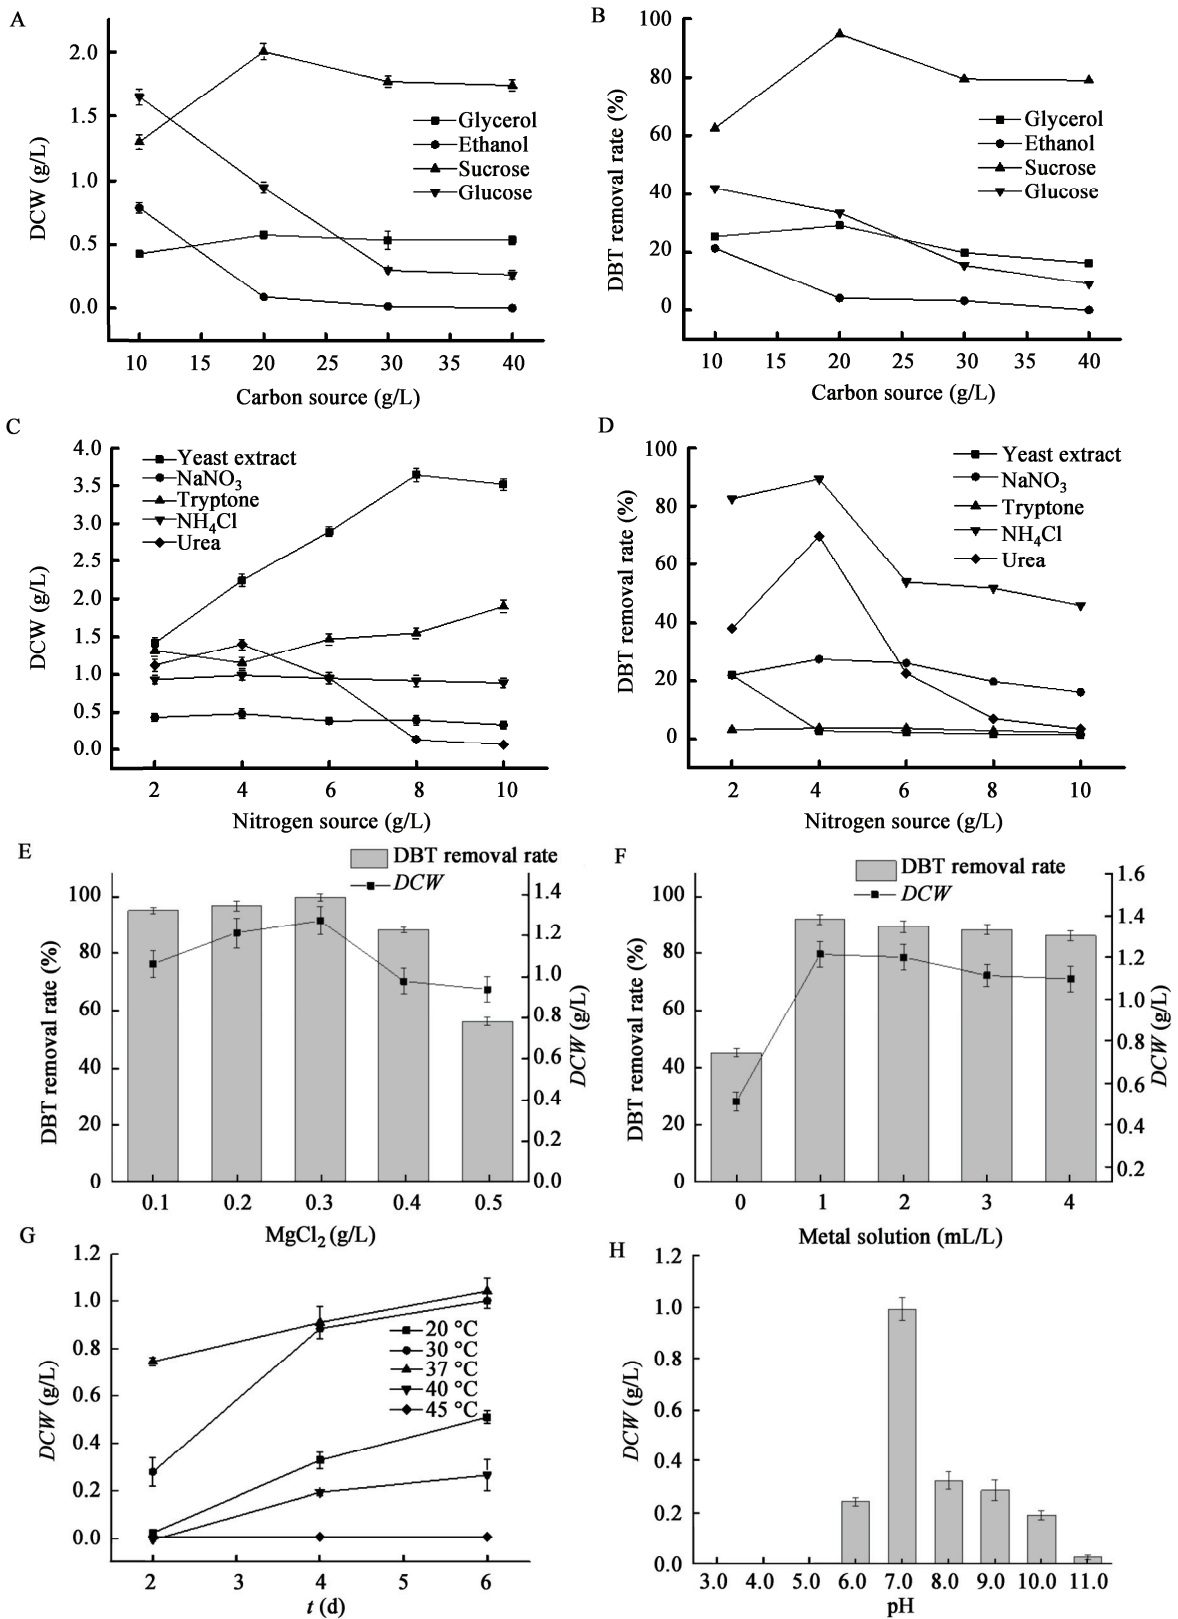 A
DCW (g/L)
2.0
1.5
1.0
0.5
0.0
Glycerol
Ethanol
Sucrose
Glucose
10 15 20 25 30 35 40
Carbon source (g/L)
B
DBT removal rate (%)
100
80
60
40
20
0
Glycerol
Ethanol
Sucrose
Glucose
10 15 20 25 30 35 40
Carbon source (g/L)
C
DCW (g/L)
4.0
3.5
3.0
2.5
2.0
1.5
1.0
0.5
0.0
Yeast extract
NaNO3
Tryptone
NH4Cl
Urea
2 4 6 8 10
Nitrogen source (g/L)
D
DBT removal rate (%)
100
80
60
40
20
0
Yeast extract
NaNO3
Tryptone
NH4Cl
Urea
2 4 6 8 10
Nitrogen source (g/L)
E
DBT removal rate
DCW
DBT removal rate (%)
100
80
60
40
20
0
1.4
1.2
1.0
0.8
0.6
0.4
0.2
0.0
DCW (g/L)
0.1 0.2 0.3 0.4 0.5
MgCl2 (g/L)
F
DBT removal rate
DCW
DBT removal rate (%)
100
80
60
40
20
0
1.6
1.4
1.2
1.0
0.8
0.6
0.4
0.2
DCW (g/L)
0 1 2 3 4
Metal solution (mL/L)
G
DCW (g/L)
1.2
1.0
0.8
0.6
0.4
0.2
0.0
20 °C
30 °C
37 °C
40 °C
45 °C
2 3 4 5 6
t (d)
H
DCW (g/L)
1.2
1.0
0.8
0.6
0.4
0.2
0.0
3.0 4.0 5.0 6.0 7.0 8.0 9.0 10.0 11.0
pH